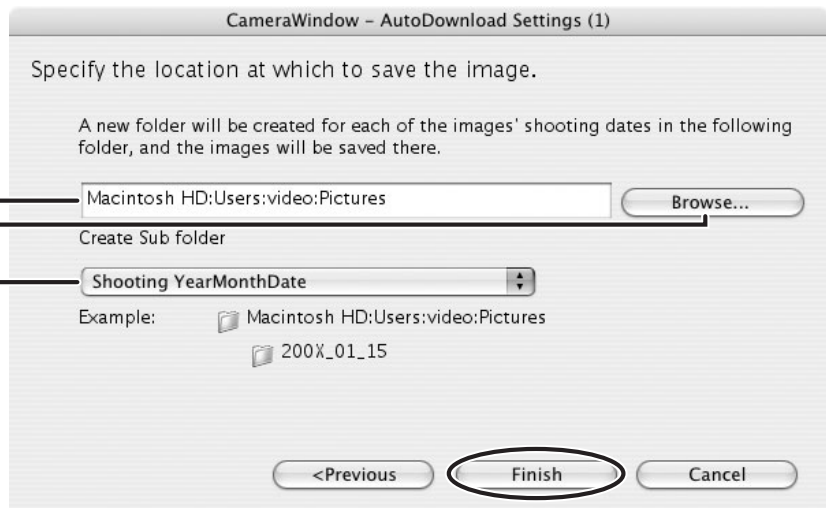 CameraWindow – AutoDownload Settings (1)
Specify the location at which to save the image.
A new folder will be created for each of the images' shooting dates in the following
folder, and the images will be saved there.
Macintosh HD:Users:video:Pictures
Browse...
Create Sub folder
Shooting YearMonthDate
Example: Macintosh HD:Users:video:Pictures
200X_01_15
<Previous Finish Cancel